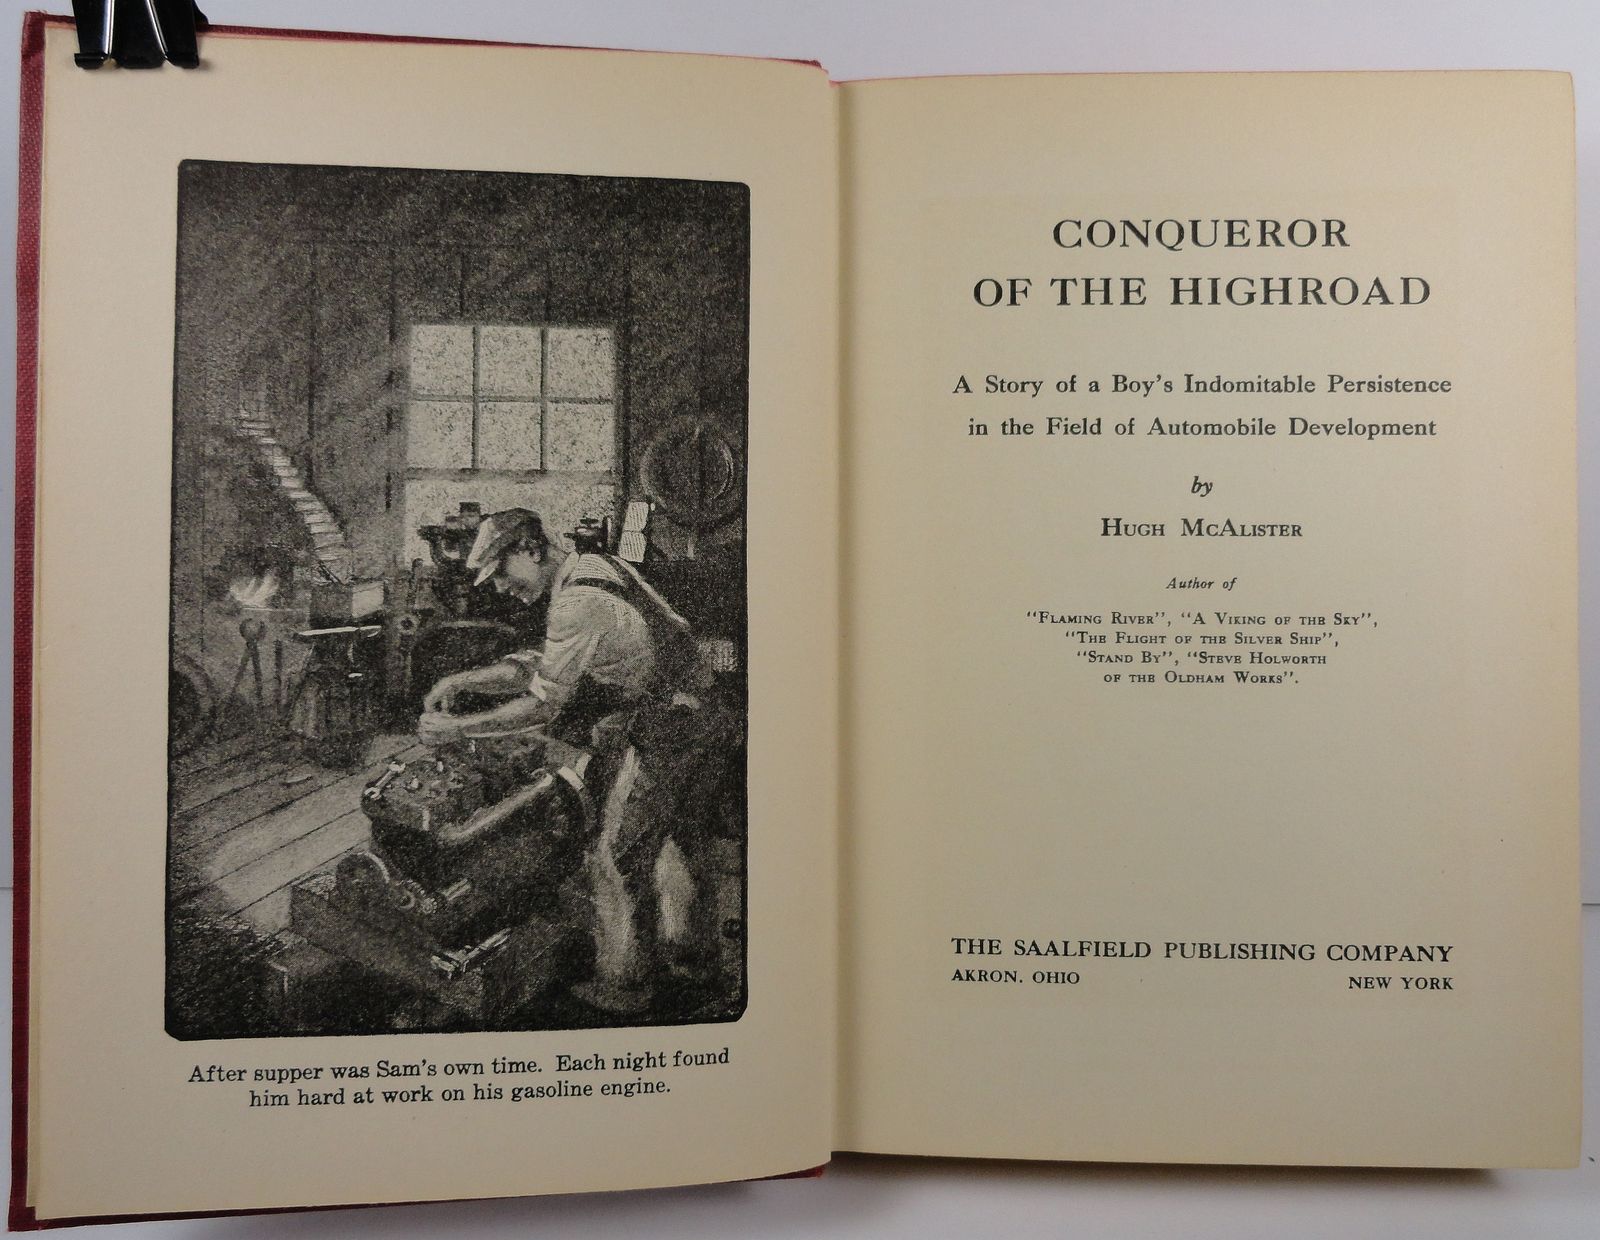 After supper was Sam's own time. Each night found
him hard at work on his gasoline engine.
CONQUEROR
OF THE HIGHROAD
A Story of a Boy's Indomitable Persistence
in the Field of Automobile Development
by
HUGH MCALISTER
Author of
"FLAMING RIVER", "A VIKING OF THE SKY",
"THE FLIGHT OF THE SILVER SHIP",
"STAND BY", "STEVE HOLWORTH
OF THE OLDHAM WORKS".
THE SAALFIELD PUBLISHING COMPANY
AKRON. OHIO NEW YORK